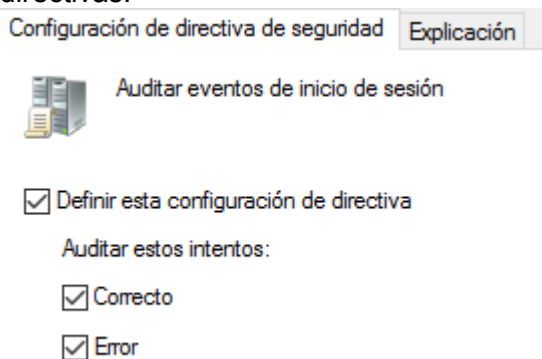 directivas.
Configuración de directiva de seguridad Explicación
Auditar eventos de inicio de sesión
Definir esta configuración de directiva
Auditar estos intentos:
Correcto
Error